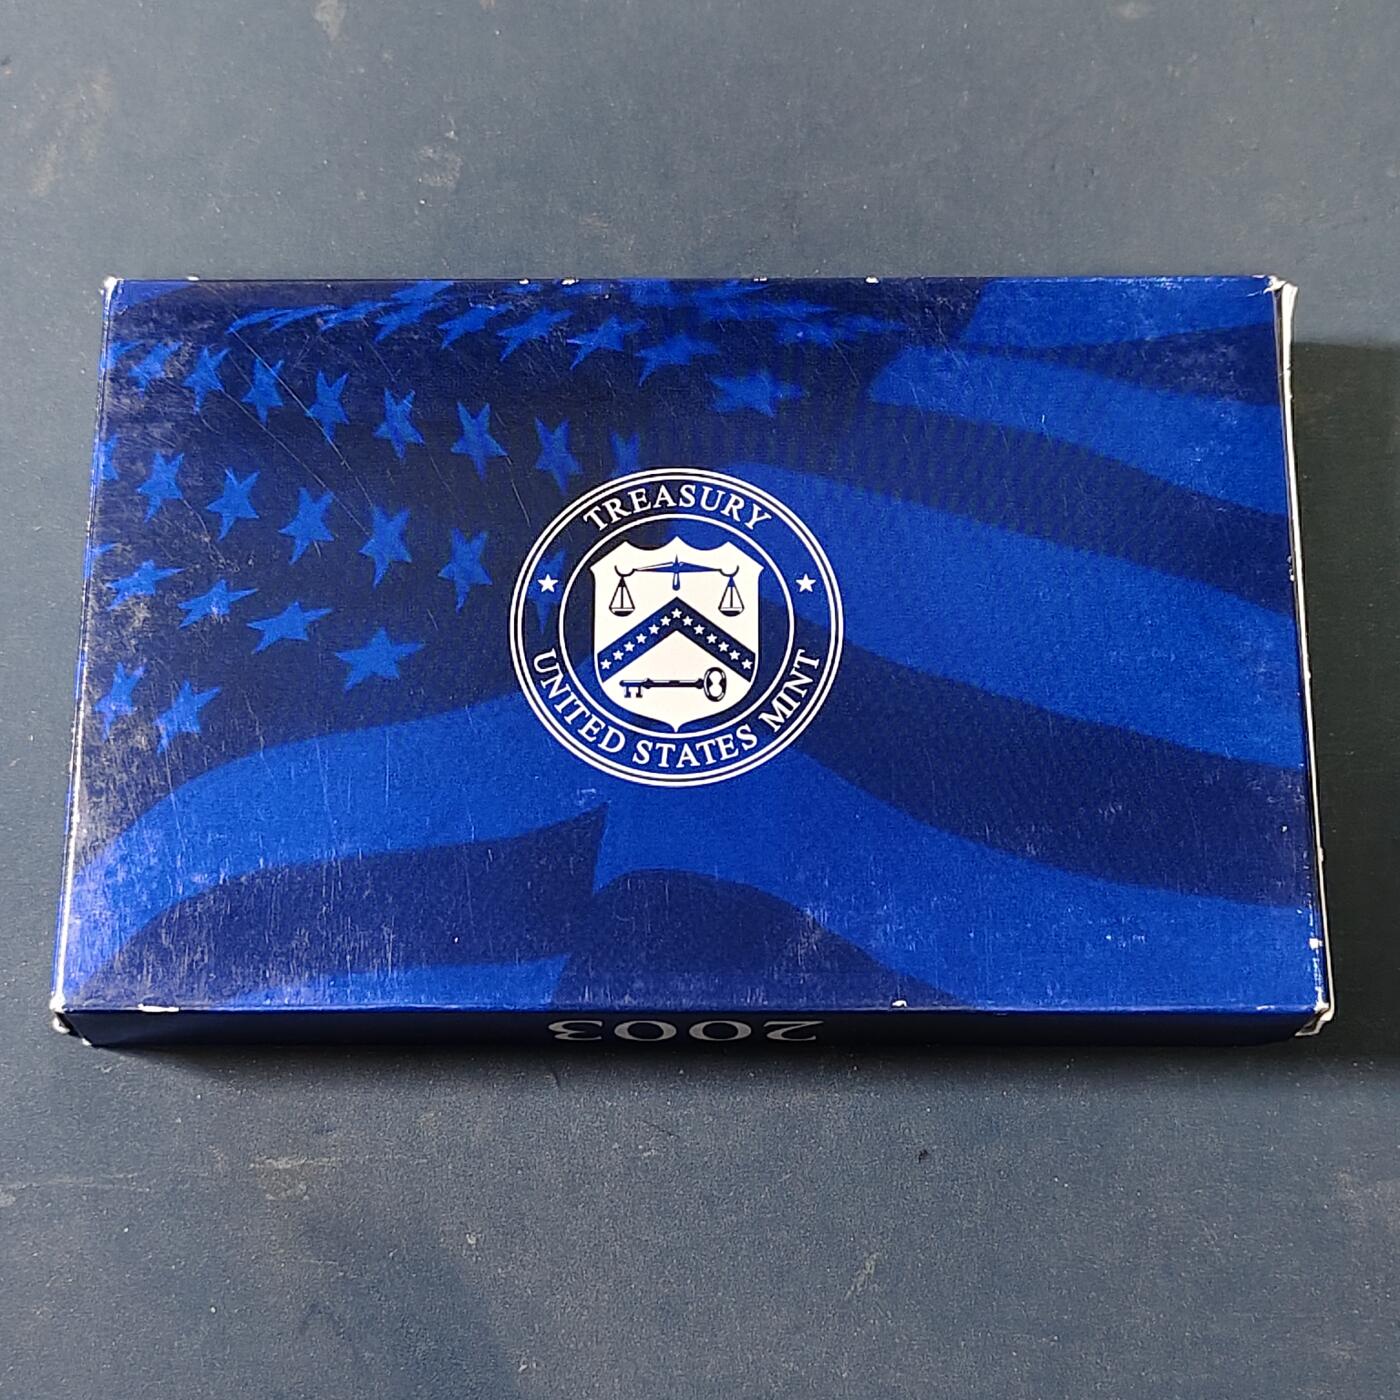 TREASURY
UNITED STATES MINT
2003